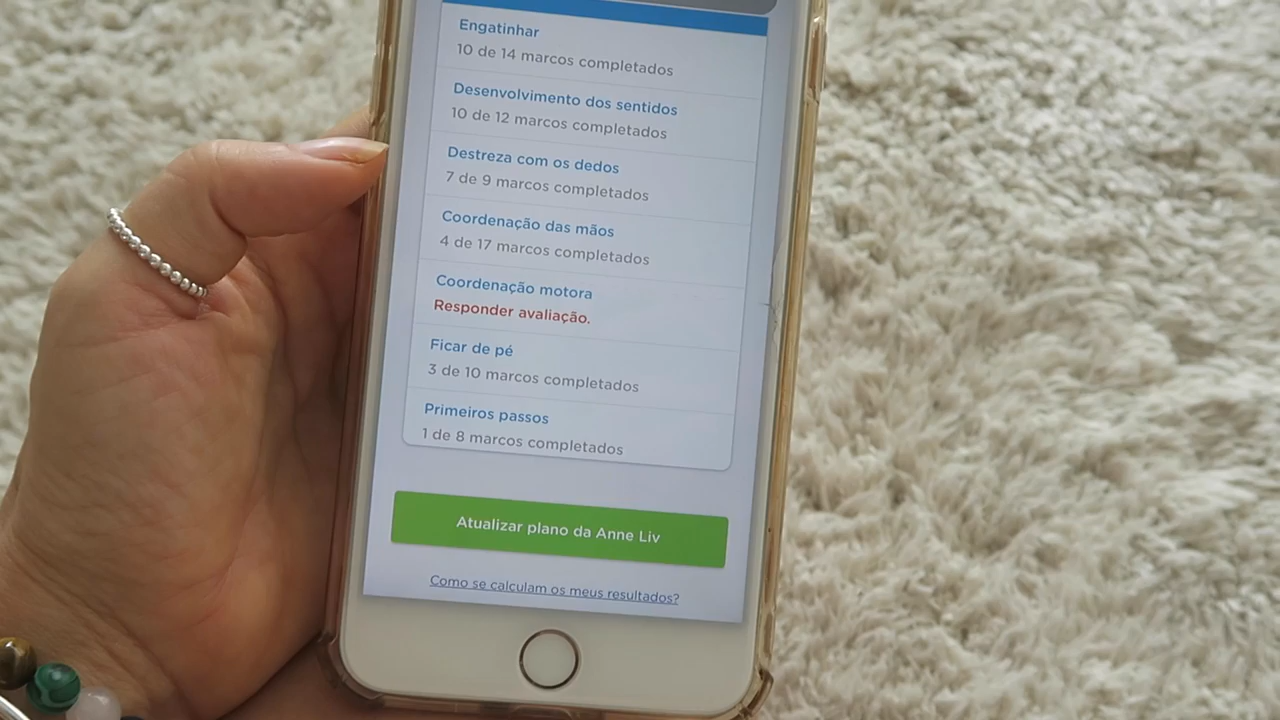 Engatinhar
10 de 14 marcos completados
Desenvolvimento dos sentidos
10 de 12 marcos completados
Destreza com os dedos
7 de 9 marcos completados
Coordenação das mãos
4 de 17 marcos completados
Coordenação motora
Responder avaliação.
Ficar de pé
3 de 10 marcos completados
Primeiros passos
1 de 8 marcos completados
Atualizar plano da Anne Liv
Como se calculam os meus resultados?